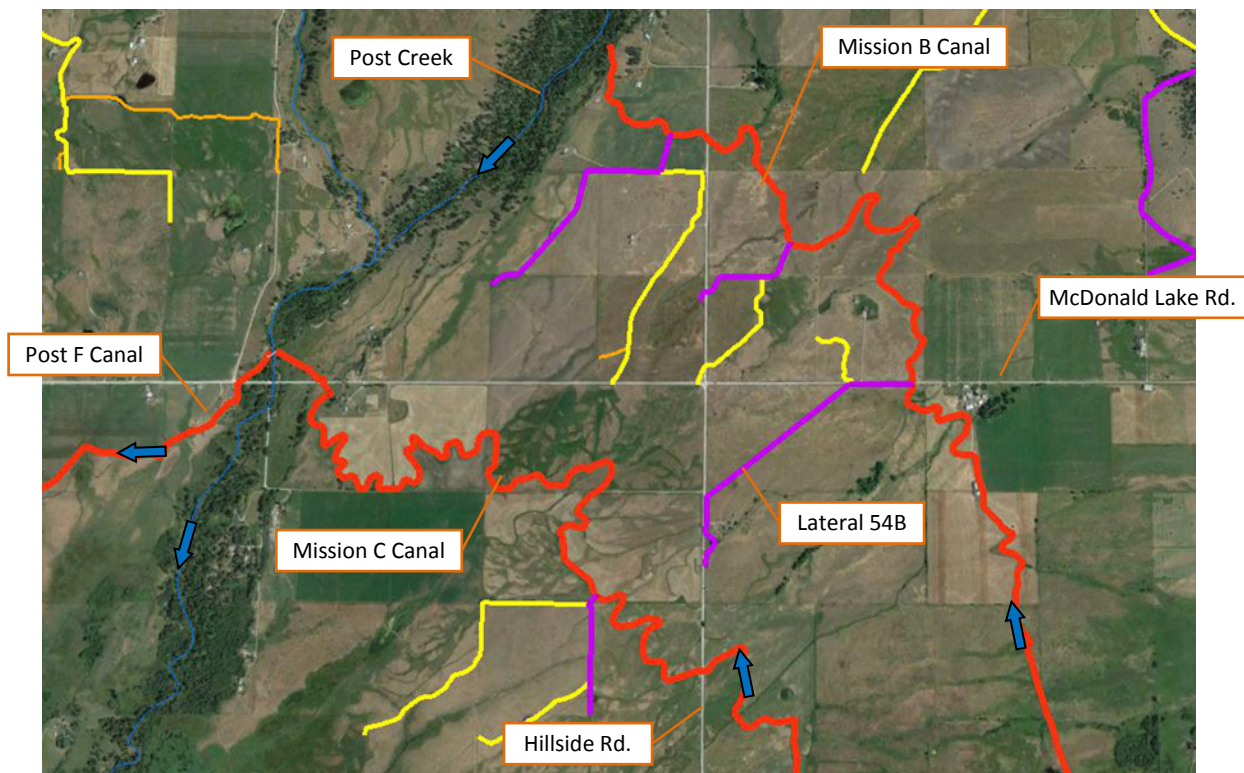 Mission B Canal
Post Creek
McDonald Lake Rd.
Post F Canal
Lateral 54B
Mission C Canal
Hillside Rd.